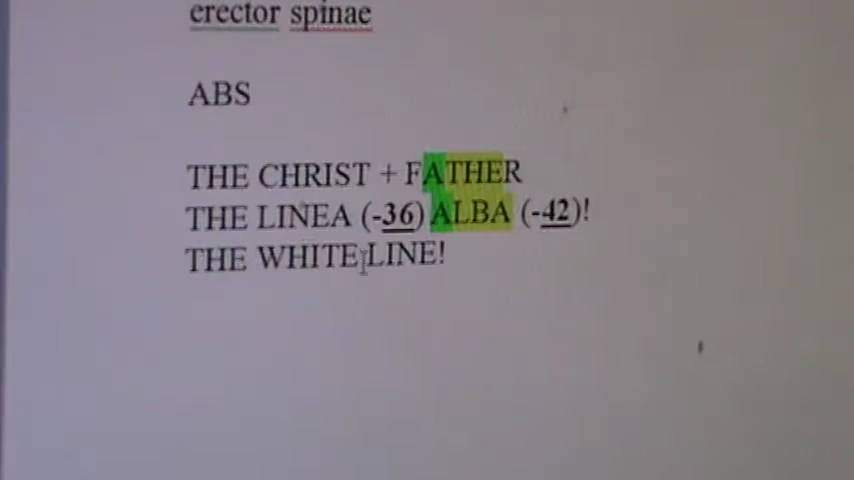 erector spinae
ABS
THE CHRIST + FATHER
THE LINEA (-36) ALBA (-42)!
THE WHITE LINE!